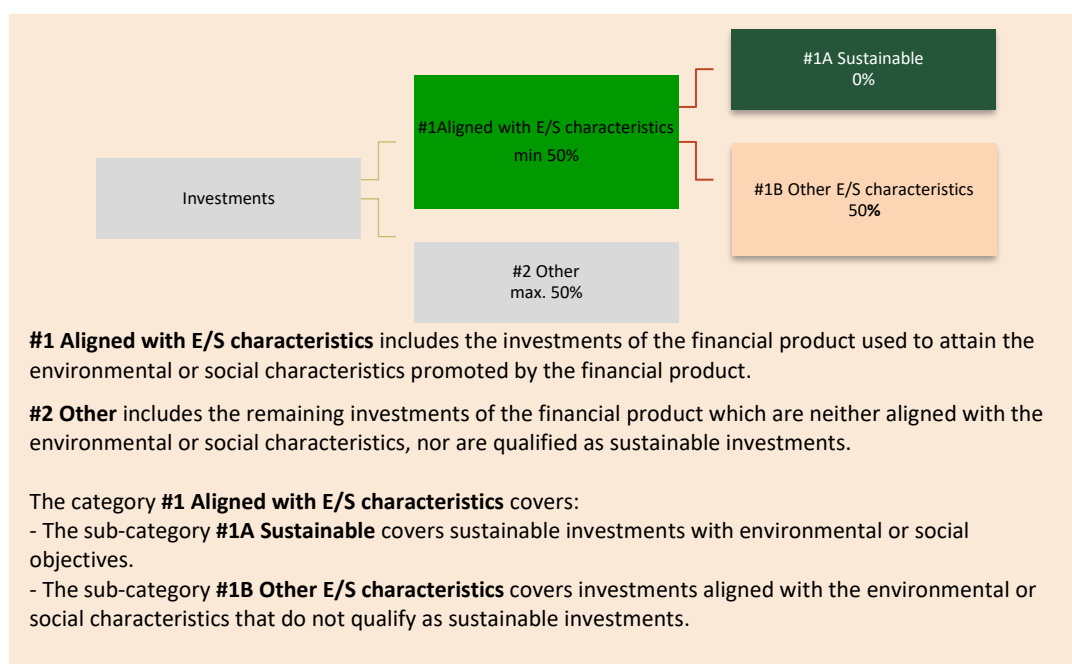 #1A Sustainable
0%
#1Aligned with E/S characteristics
min 50%
Investments
#1B Other E/S characteristics
50%
#2 Other
max. 50%
#1 Aligned with E/S characteristics includes the investments of the financial product used to attain the
environmental or social characteristics promoted by the financial product.
#2 Other includes the remaining investments of the financial product which are neither aligned with the
environmental or social characteristics, nor are qualified as sustainable investments.
The category #1 Aligned with E/S characteristics covers:
- The sub-category #1A Sustainable covers sustainable investments with environmental or social
objectives.
- The sub-category #1B Other E/S characteristics covers investments aligned with the environmental or
social characteristics that do not qualify as sustainable investments.